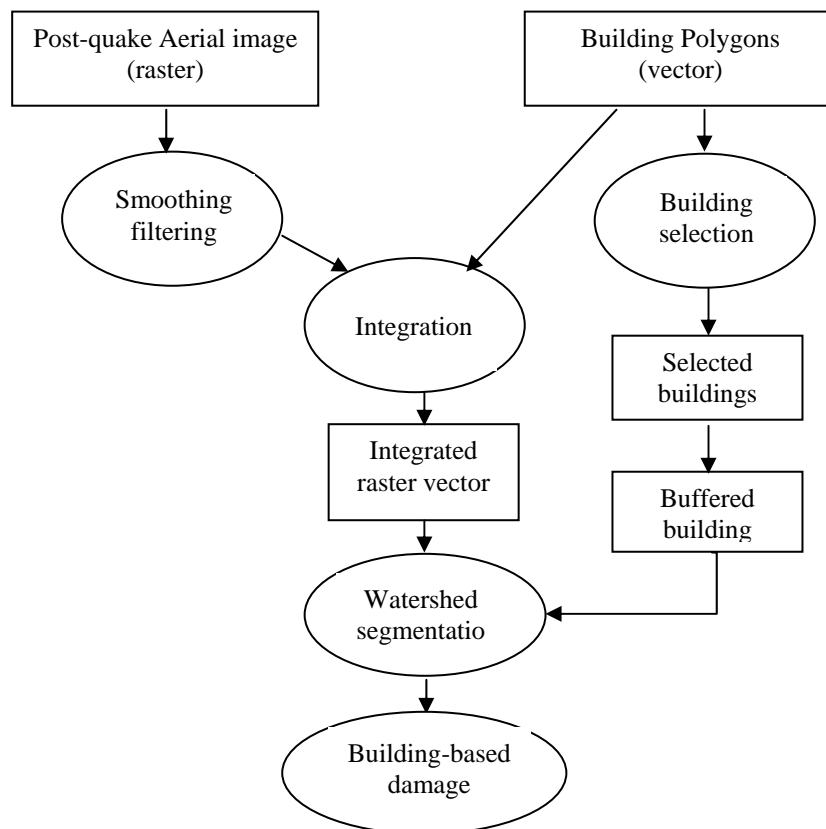 Post-quake Aerial image
(raster)
Building Polygons
(vector)
Smoothing
filtering
Building
selection
Integration
Selected
buildings
Integrated
raster vector
Buffered
building
Watershed
segmentatio
Building-based
damage